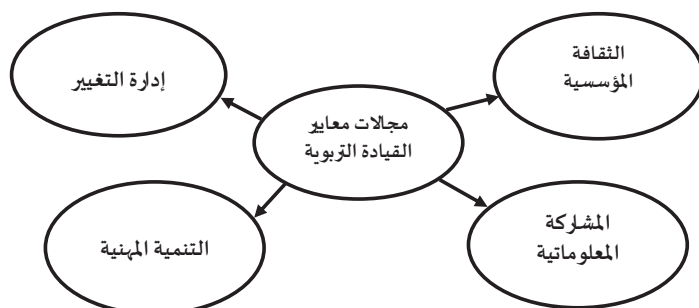 الثقافة
المؤسسية
إدارة التغيير
مجالات معايير
القيادة التربوية
المشاركة
المعلوماتية
التنمية المهنية